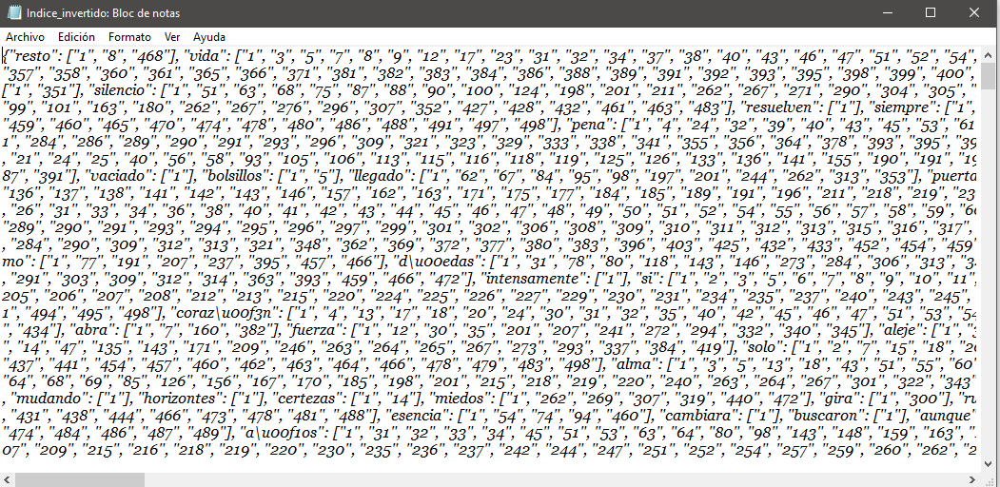 Indice_invertido: Bloc de notas
Archivo Edición Formato Ver Ayuda
{"resto": ["1", "8", "468"], "vida": ["1", "3", "5", "7", "8", "9", "12", "17", "23", "31", "32", "34", "37", "38", "40", "43", "46", "47", "51", "52", "54",
"357", "358", "360", "361", "365", "366", "371", "381", "382", "383", "384", "386", "388", "389", "391", "392", "393", "395", "398", "399", "400",
["1", "351"], "silencio": ["1", "51", "63", "68", "75", "87", "88", "90", "100", "124", "198", "201", "211", "262", "267", "271", "290", "304", "305",
"99", "101", "163", "180", "262", "267", "276", "296", "307", "352", "427", "428", "432", "461", "463", "483"], "resuelven": ["1"], "siempre": ["1",
"459", "460", "465", "470", "474", "478", "480", "486", "488", "491", "497", "498"], "pena": ["1", "4", "24", "32", "39", "40", "43", "45", "53", "61
1", "284", "286", "289", "290", "291", "293", "296", "309", "321", "323", "329", "333", "338", "341", "355", "356", "364", "378", "393", "395", "39
, "21", "24", "25", "40", "56", "58", "93", "105", "106", "113", "115", "116", "118", "119", "125", "126", "133", "136", "141", "155", "190", "191", "19
87", "391"], "vaciado": ["1"], "bolsillos": ["1", "5"], "llegado": ["1", "62", "67", "84", "95", "98", "197", "201", "244", "262", "313", "353"], "puerta
"136", "137", "138", "141", "142", "143", "146", "157", "162", "163", "171", "175", "177", "184", "185", "189", "191", "196", "211", "218", "219", "23
, "26", "31", "33", "34", "36", "38", "40", "41", "42", "43", "44", "45", "46", "47", "48", "49", "50", "51", "52", "54", "55", "56", "57", "58", "59", "60
"289", "290", "291", "293", "294", "295", "296", "297", "299", "301", "302", "306", "308", "309", "310", "311", "312", "313", "315", "316", "317",
, "284", "290", "309", "312", "313", "321", "348", "362", "369", "372", "377", "380", "383", "396", "403", "425", "432", "433", "452", "454", "459"
mo": ["1", "77", "191", "207", "237", "395", "457", "466"], "d\u00edas": ["1", "31", "78", "80", "118", "143", "146", "273", "284", "306", "313", "34
, "291", "303", "309", "312", "314", "363", "393", "459", "466", "472"], "intensamente": ["1"], "si": ["1", "2", "3", "5", "6", "7", "8", "9", "10", "11",
205", "206", "207", "208", "212", "213", "215", "220", "224", "225", "226", "227", "229", "230", "231", "234", "235", "237", "240", "243", "245",
1", "494", "495", "498"], "coraz\u00f3n": ["1", "4", "13", "17", "18", "20", "24", "30", "31", "32", "35", "40", "42", "45", "46", "47", "51", "53", "54
", "434"], "abra": ["1", "7", "160", "382"], "fuerza": ["1", "12", "30", "35", "201", "207", "241", "272", "294", "332", "340", "345"], "aleje": ["1",
, "14", "47", "135", "143", "171", "209", "246", "263", "264", "265", "267", "273", "293", "337", "384", "419"], "solo": ["1", "2", "7", "15", "18", "20
"437", "441", "454", "457", "460", "462", "463", "464", "466", "478", "479", "483", "498"], "alma": ["1", "3", "5", "13", "18", "43", "51", "55", "60"
"64", "68", "69", "85", "126", "156", "167", "170", "185", "198", "201", "215", "218", "219", "220", "240", "263", "264", "267", "301", "322", "343"
, "mudando": ["1"], "horizontes": ["1"], "certezas": ["1", "14"], "miedos": ["1", "262", "269", "307", "319", "440", "472"], "gira": ["1", "300"], "ru
, "431", "438", "444", "466", "473", "478", "481", "488"], "esencia": ["1", "54", "74", "94", "460"], "cambiara": ["1"], "buscaron": ["1"], "aunque"
"474", "484", "486", "487", "489"], "a\u00f1os": ["1", "31", "32", "33", "34", "45", "51", "53", "63", "64", "80", "98", "143", "148", "159", "163",
07", "209", "215", "216", "218", "219", "220", "230", "235", "236", "237", "242", "244", "247", "251", "252", "254", "257", "259", "260", "262", "2